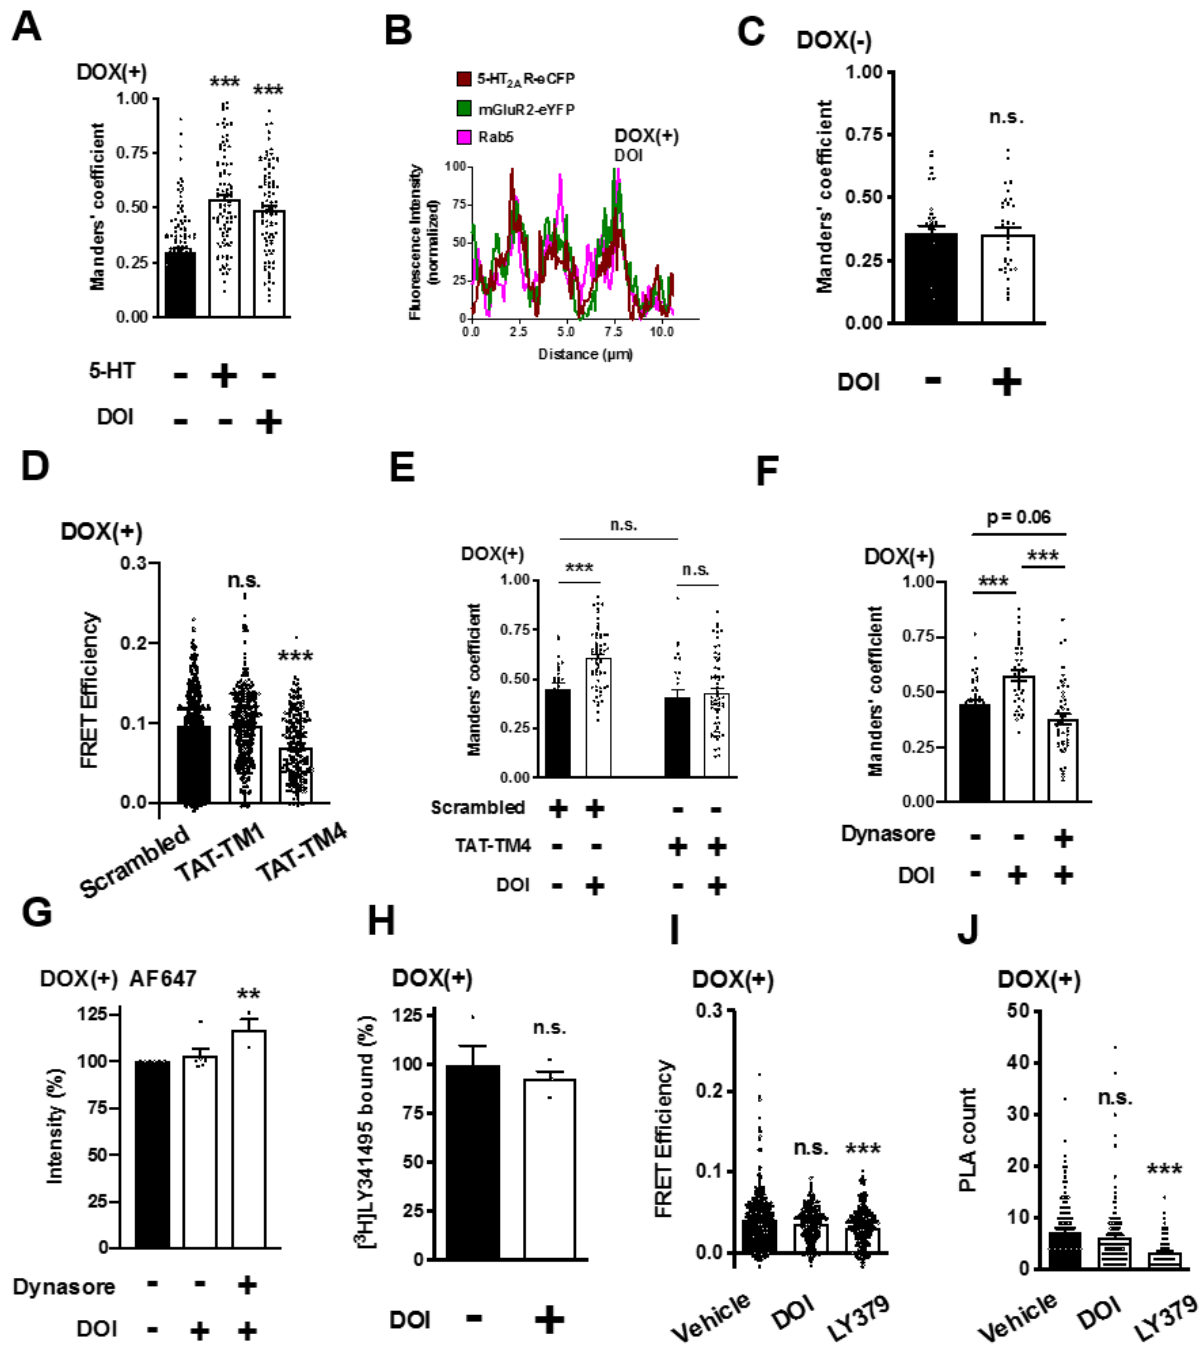 A
DOX(+)
*** ***
Manders' coefficient
1.00
0.75
0.50
0.25
0.00
5-HT - + -
DOI - - +
B
5-HT2AR-eCFP
mGluR2-eYFP
Rab5
DOX(+)
DOI
Fluorescence Intensity
(normalized)
100
75
50
25
0
0.0 2.5 5.0 7.5 10.0
Distance (µm)
C
DOX(-)
n.s.
Manders' coefficient
1.00
0.75
0.50
0.25
0.00
DOI - +
D
DOX(+)
n.s.
***
FRET Efficiency
0.3
0.2
0.1
0.0
Scrambled TAT-TM1 TAT-TM4
E
n.s.
DOX(+)
*** n.s.
Manders' coefficient
1.00
0.75
0.50
0.25
0.00
Scrambled + + - -
TAT-TM4 - - + +
DOI - + - +
F
p = 0.06
DOX(+)
*** ***
Manders' coefficient
1.00
0.75
0.50
0.25
0.00
Dynasore - - +
DOI - + +
G
DOX(+) AF647
**
Intensity (%)
125
100
75
50
25
0
Dynasore - - +
DOI - + +
H
DOX(+)
n.s.
[3H]LY341495 bound (%)
125
100
75
50
25
0
DOI - +
I
DOX(+)
n.s. ***
FRET Efficiency
0.3
0.2
0.1
0.0
Vehicle DOI LY379
J
DOX(+)
n.s.
***
PLA count
50
40
30
20
10
0
Vehicle DOI LY379